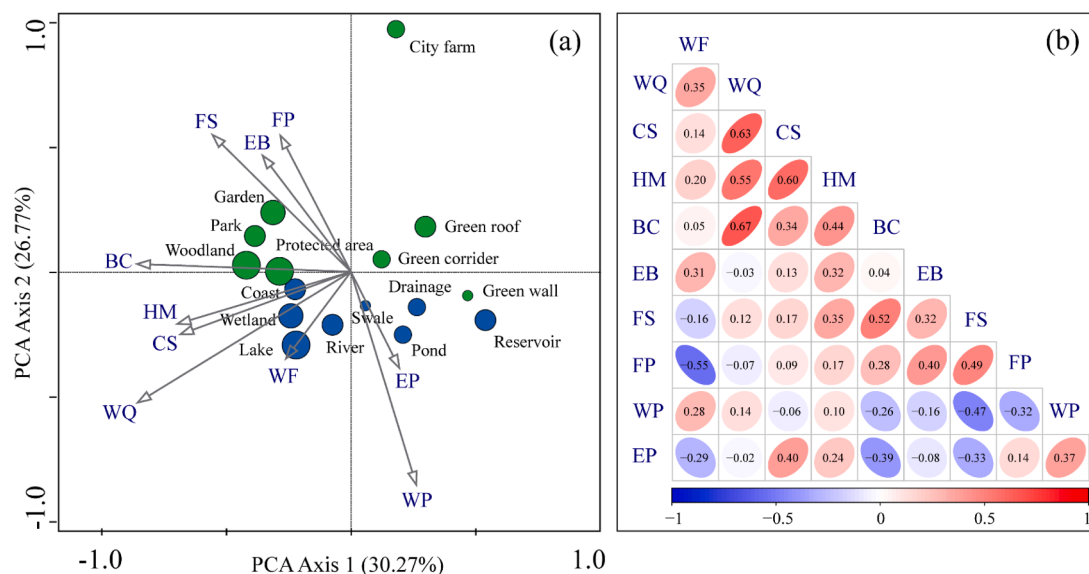 (a)
1.0
City farm
FS
FP
EB
Garden
Park
Green roof
Woodland
Protected area
BC
Green corrider
Coast
Drainage
Green wall
HM
Wetland
Swale
CS
Lake
River
Pond
Reservoir
WF
EP
WQ
WP
-1.0
-1.0
1.0
PCA Axis 1 (30.27%)
PCA Axis 2 (26.77%)
(b)
WF
WQ 0.35 WQ
CS 0.14 0.63 CS
HM 0.20 0.55 0.60 HM
BC 0.05 0.67 0.34 0.44 BC
EB 0.31 −0.03 0.13 0.32 0.04 EB
FS −0.16 0.12 0.17 0.35 0.52 0.32 FS
FP −0.55 −0.07 0.09 0.17 0.28 0.40 0.49 FP
WP 0.28 0.14 −0.06 0.10 −0.26 −0.16 −0.47 −0.32 WP
EP −0.29 −0.02 0.40 0.24 −0.39 −0.08 −0.33 0.14 0.37
−1 −0.5 0 0.5 1